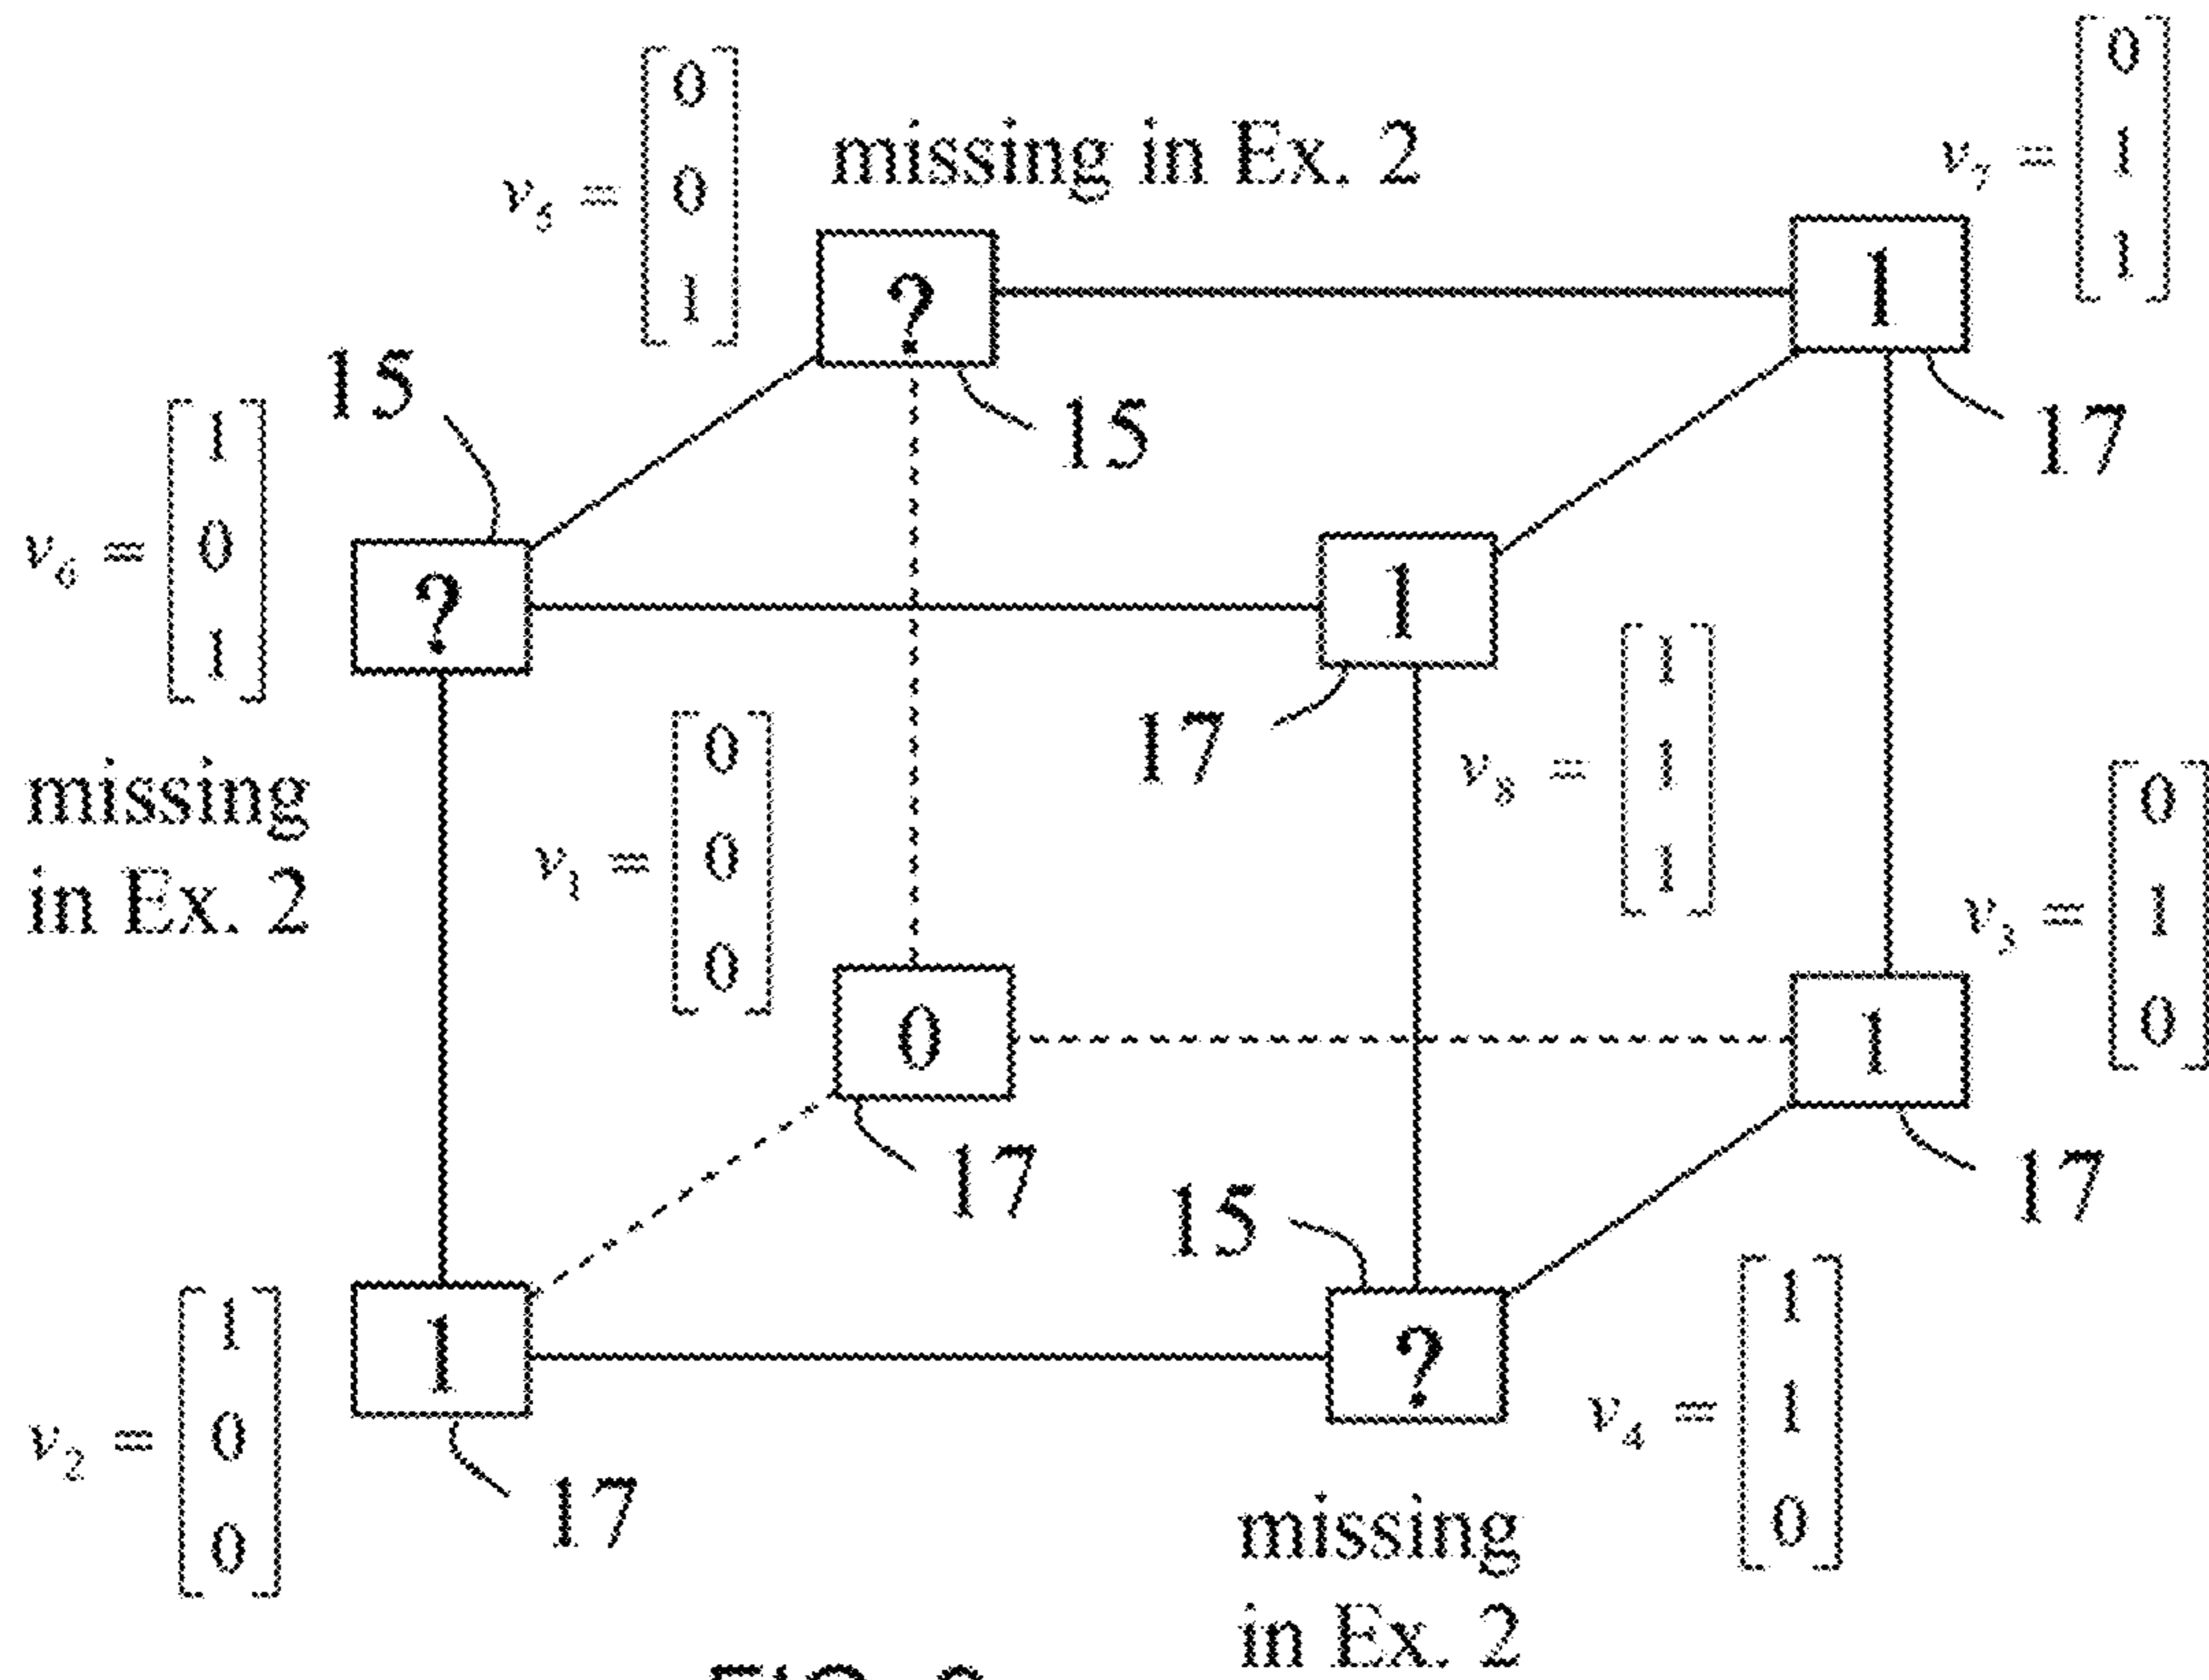 v₅ = [0 0 1]
missing in Ex. 2
v₇ = [0 1 1]
?
1
15
15
17
v₆ = [1 0 1]
?
1
missing
in Ex. 2
v₁ = [0 0 0]
17
v₈ = [1 1 1]
v₃ = [0 1 0]
0
1
17
15
17
v₂ = [1 0 0]
1
?
v₄ = [1 1 0]
17
missing
in Ex. 2